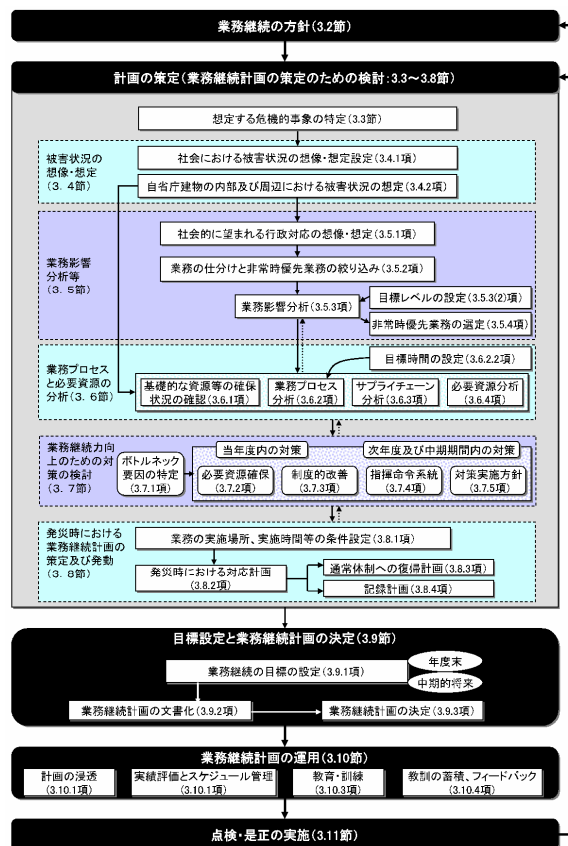 業務継続の方針(3.2節)
計画の策定(業務継続計画の策定のための検討:3.3～3.8節)
想定する危機的事象の特定(3.3節)
被害状況の
想像・想定
(3. 4節)
社会における被害状況の想像・想定設定(3.4.1項)
自省庁建物の内部及び周辺における被害状況の想定(3.4.2項)
業務影響
分析等
(3. 5節)
社会的に望まれる行政対応の想像・想定(3.5.1項)
業務の仕分けと非常時優先業務の絞り込み(3.5.2項)
業務影響分析(3.5.3項)
目標レベルの設定(3.5.3(2)項)
非常時優先業務の選定(3.5.4項)
業務プロセス
と必要資源の
分析(3. 6節)
目標時間の設定(3.6.2.2項)
基礎的な資源等の確保
状況の確認(3.6.1項)
業務プロセス
分析(3.6.2項)
サプライチェーン
分析(3.6.3項)
必要資源分析
(3.6.4項)
業務継続力向
上のための対
策の検討
(3. 7節)
ボトルネック
要因の特定
(3.7.1項)
当年度内の対策
次年度及び中期期間内の対策
必要資源確保
(3.7.2項)
制度的改善
(3.7.3項)
指揮命令系統
(3.7.4項)
対策実施方針
(3.7.5項)
発災時における
業務継続計画の
策定及び発動
(3. 8節)
業務の実施場所、実施時間等の条件設定(3.8.1項)
発災時における対応計画
(3.8.2項)
通常体制への復帰計画(3.8.3項)
記録計画(3.8.4項)
目標設定と業務継続計画の決定(3.9節)
業務継続の目標の設定(3.9.1項)
年度末
中期的将来
業務継続計画の文書化(3.9.2項)
業務継続計画の決定(3.9.3項)
業務継続計画の運用(3.10節)
計画の浸透
(3.10.1項)
実績評価とスケジュール管理
(3.10.1項)
教育・訓練
(3.10.3項)
教訓の蓄積、フィードバック
(3.10.4項)
点検・是正の実施(3.11節)